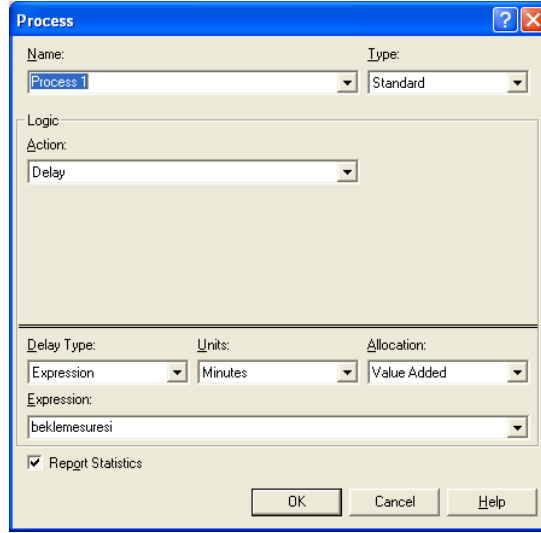 Process
Name: Type:
Process 1 Standard
Logic
Action:
Delay
Delay Type: Units: Allocation:
Expression Minutes Value Added
Expression:
beklemesuresi
Report Statistics
OK Cancel Help